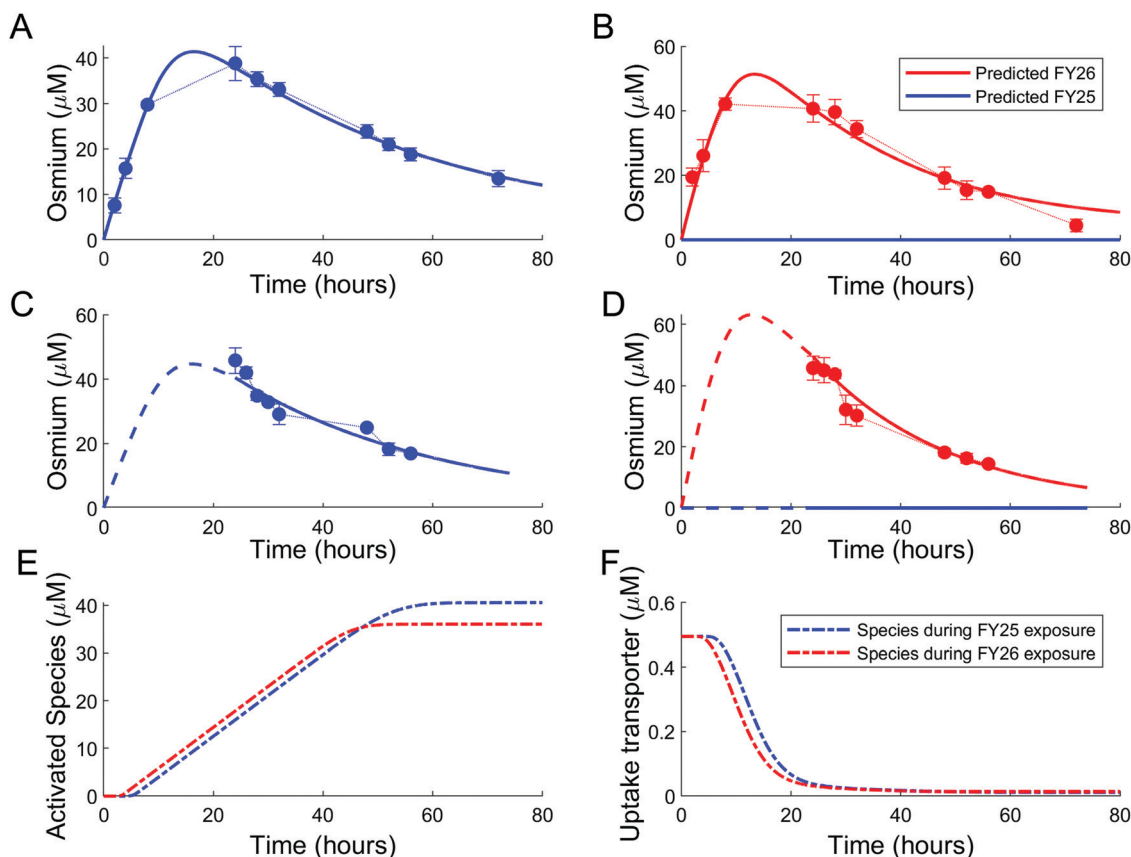 A
Osmium (μM)
40
30
20
10
0
0 20 40 60 80
Time (hours)
B
Osmium (μM)
60
40
20
0
0 20 40 60 80
Time (hours)
Predicted FY26
Predicted FY25
C
Osmium (μM)
60
40
20
0
0 20 40 60 80
Time (hours)
D
Osmium (μM)
60
40
20
0
0 20 40 60 80
Time (hours)
E
Activated Species (μM)
40
30
20
10
0
0 20 40 60 80
Time (hours)
F
Uptake transporter (μM)
0.6
0.4
0.2
0
0 20 40 60 80
Time (hours)
Species during FY25 exposure
Species during FY26 exposure